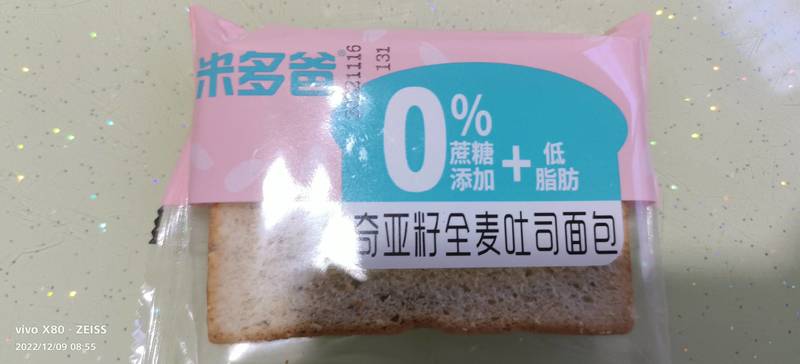 米多爸®
21116
131
0%
蔗糖
添加
+
低
脂肪
奇亚籽全麦吐司面包
vivo X80 · ZEISS
2022/12/09 08:55